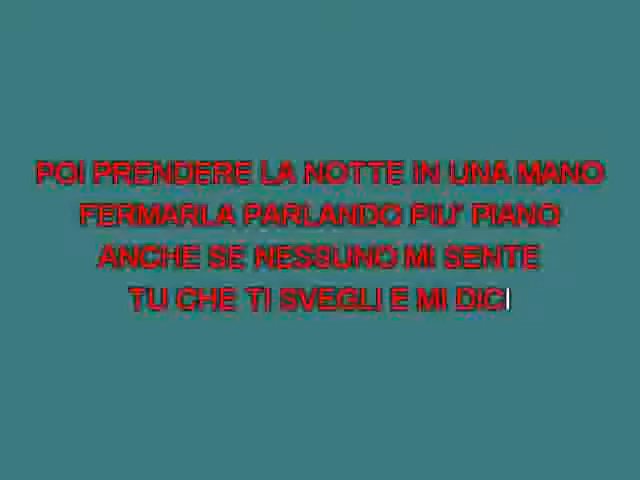 POI PRENDERE LA NOTTE IN UNA MANO
FERMARLA PARLANDO PIU' PIANO
ANCHE SE NESSUNO MI SENTE
TU CHE TI SVEGLI E MI DICI